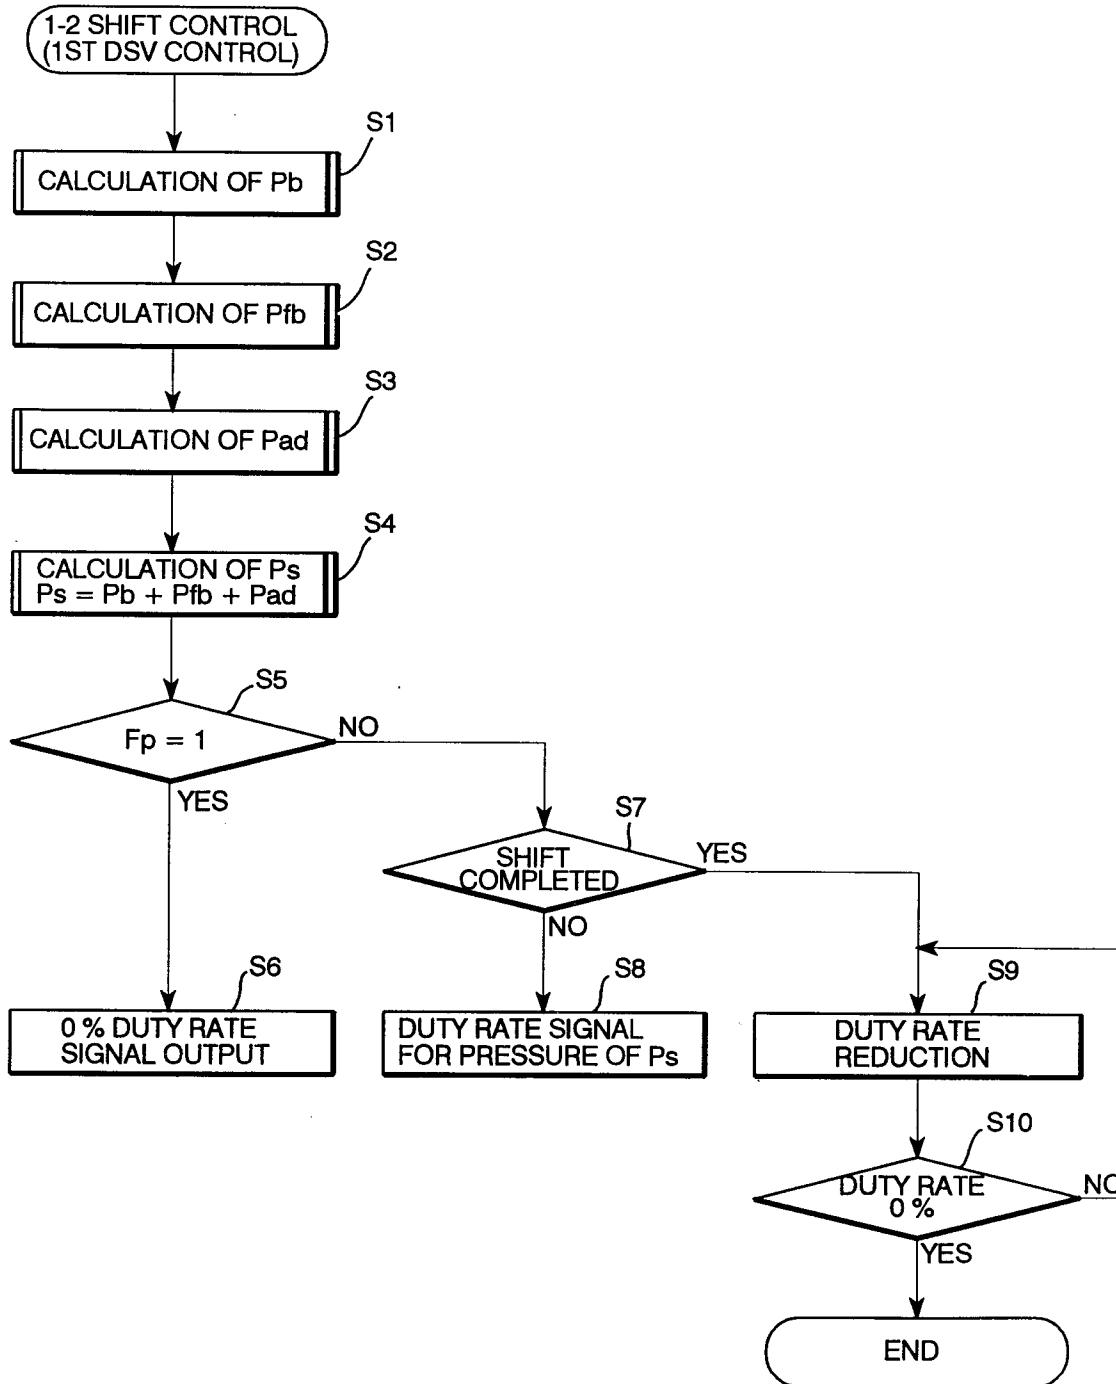 1-2 SHIFT CONTROL
(1ST DSV CONTROL)
S1
CALCULATION OF Pb
S2
CALCULATION OF Pfb
S3
CALCULATION OF Pad
S4
CALCULATION OF Ps
Ps = Pb + Pfb + Pad
S5
Fp = 1
NO
YES
S7
SHIFT
COMPLETED
YES
NO
S6
0 % DUTY RATE
SIGNAL OUTPUT
S8
DUTY RATE SIGNAL
FOR PRESSURE OF Ps
S9
DUTY RATE
REDUCTION
S10
DUTY RATE
0 %
NO
YES
END